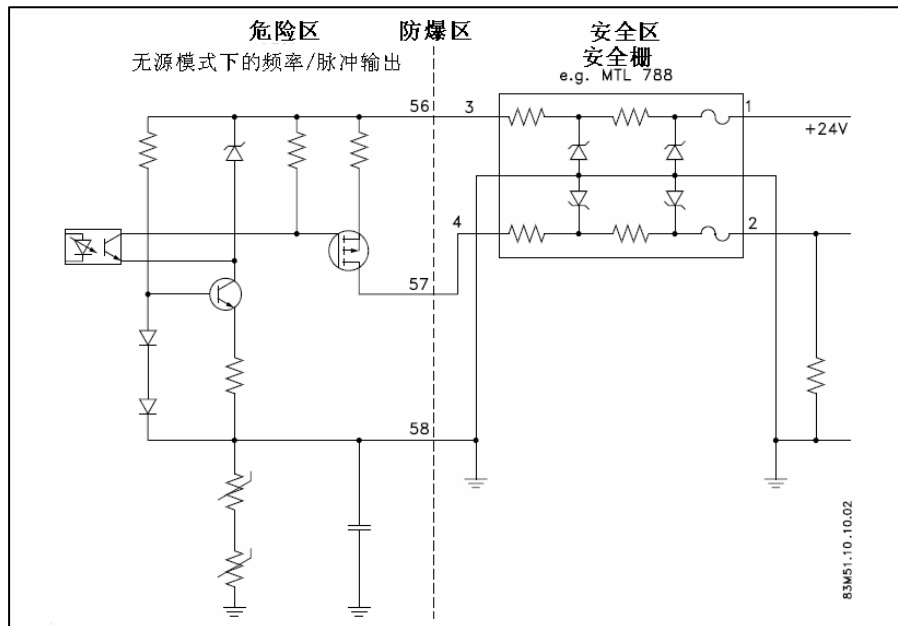 危险区
防爆区
安全区
无源模式下的频率/脉冲输出
安全栅
e.g. MTL 788
56
3
1
+24V
4
2
57
58
83M51.10.10.02